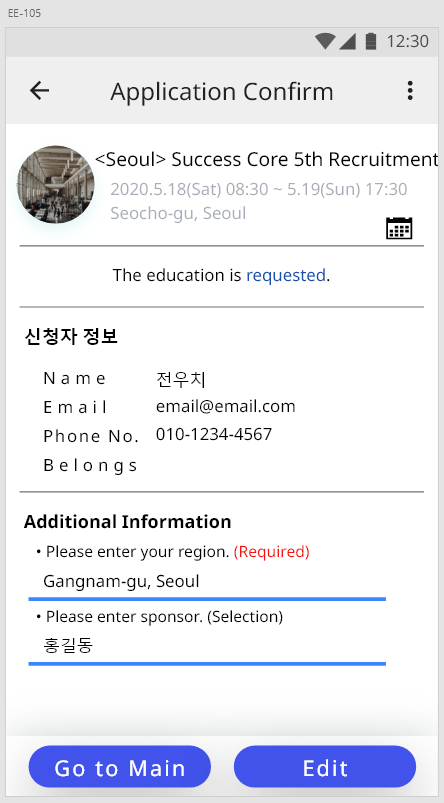 EE-105
12:30
Application Confirm
<Seoul> Success Core 5th Recruitment
2020.5.18(Sat) 08:30 ~ 5.19(Sun) 17:30
Seocho-gu, Seoul
The education is requested.
신청자 정보
Name 전우치
Email email@email.com
Phone No. 010-1234-4567
Belongs
Additional Information
• Please enter your region. (Required)
Gangnam-gu, Seoul
• Please enter sponsor. (Selection)
홍길동
Go to Main Edit